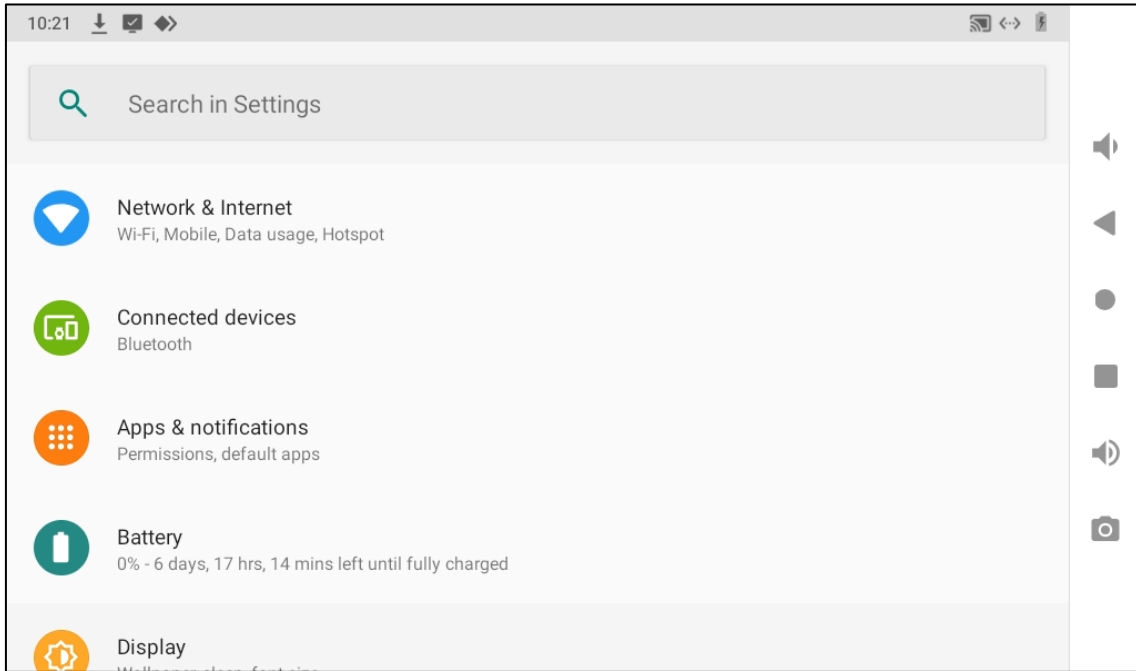 10:21
Search in Settings
Network & Internet
Wi-Fi, Mobile, Data usage, Hotspot
Connected devices
Bluetooth
Apps & notifications
Permissions, default apps
Battery
0% - 6 days, 17 hrs, 14 mins left until fully charged
Display